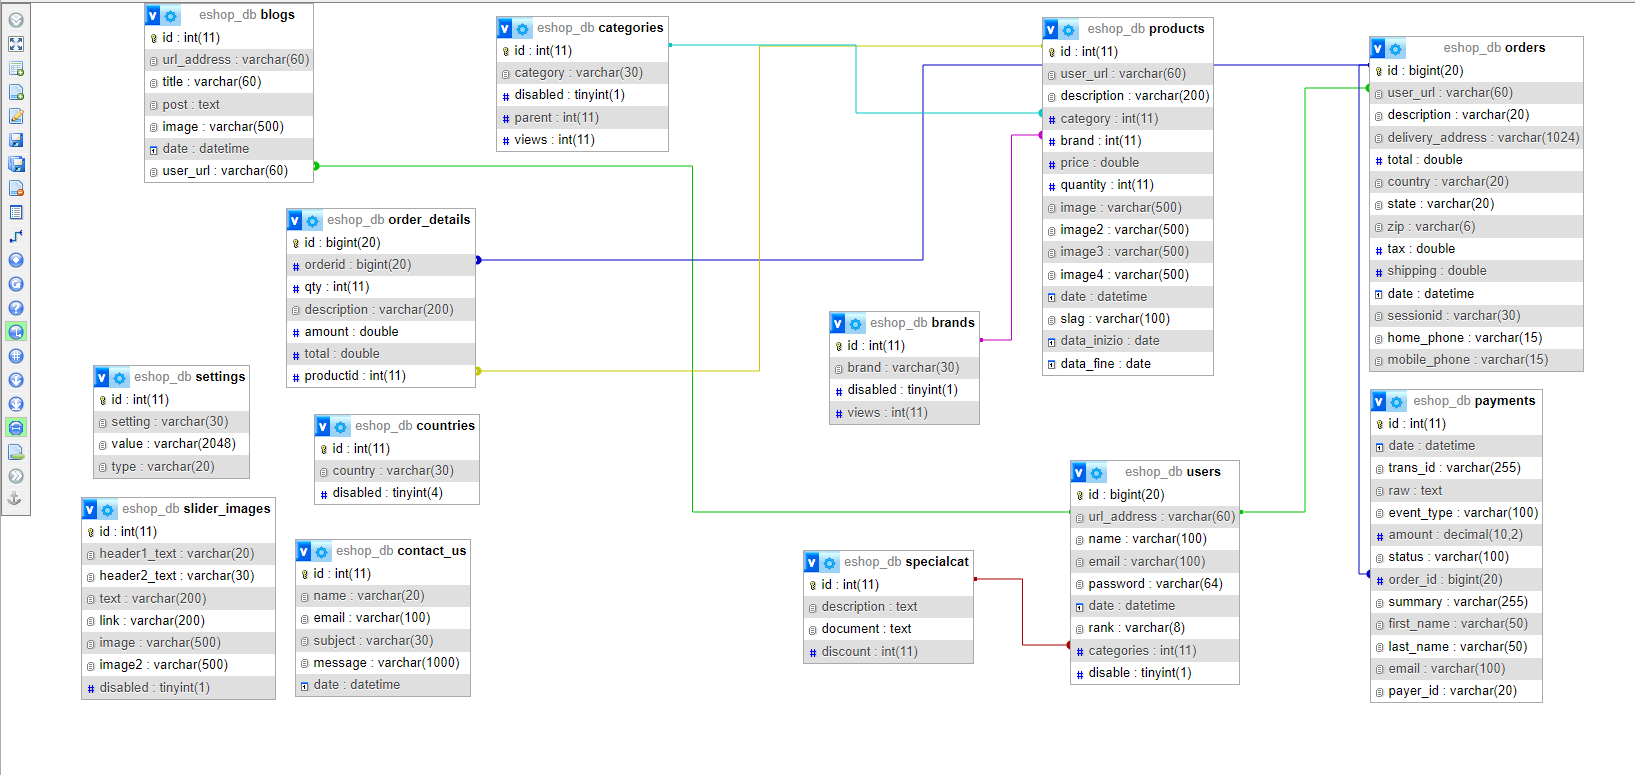 eshop_db blogs
id : int(11)
url_address : varchar(60)
title : varchar(60)
post : text
image : varchar(500)
date : datetime
user_url : varchar(60)
eshop_db categories
id : int(11)
category : varchar(30)
disabled : tinyint(1)
parent : int(11)
views : int(11)
eshop_db products
id : int(11)
user_url : varchar(60)
description : varchar(200)
category : int(11)
brand : int(11)
price : double
quantity : int(11)
image : varchar(500)
image2 : varchar(500)
image3 : varchar(500)
image4 : varchar(500)
date : datetime
slag : varchar(100)
data_inizio : date
data_fine : date
eshop_db orders
id : bigint(20)
user_url : varchar(60)
description : varchar(20)
delivery_address : varchar(1024)
total : double
country : varchar(20)
state : varchar(20)
zip : varchar(6)
tax : double
shipping : double
date : datetime
sessionid : varchar(30)
home_phone : varchar(15)
mobile_phone : varchar(15)
eshop_db order_details
id : bigint(20)
orderid : bigint(20)
qty : int(11)
description : varchar(200)
amount : double
total : double
productid : int(11)
eshop_db brands
id : int(11)
brand : varchar(30)
disabled : tinyint(1)
views : int(11)
eshop_db settings
id : int(11)
setting : varchar(30)
value : varchar(2048)
type : varchar(20)
eshop_db countries
id : int(11)
country : varchar(30)
disabled : tinyint(4)
eshop_db payments
id : int(11)
date : datetime
trans_id : varchar(255)
raw : text
event_type : varchar(100)
amount : decimal(10,2)
status : varchar(100)
order_id : bigint(20)
summary : varchar(255)
first_name : varchar(50)
last_name : varchar(50)
email : varchar(100)
payer_id : varchar(20)
eshop_db users
id : bigint(20)
url_address : varchar(60)
name : varchar(100)
email : varchar(100)
password : varchar(64)
date : datetime
rank : varchar(8)
categories : int(11)
disable : tinyint(1)
eshop_db slider_images
id : int(11)
header1_text : varchar(20)
header2_text : varchar(30)
text : varchar(200)
link : varchar(200)
image : varchar(500)
image2 : varchar(500)
disabled : tinyint(1)
eshop_db contact_us
id : int(11)
name : varchar(20)
email : varchar(100)
subject : varchar(30)
message : varchar(1000)
date : datetime
eshop_db specialcat
id : int(11)
description : text
document : text
discount : int(11)